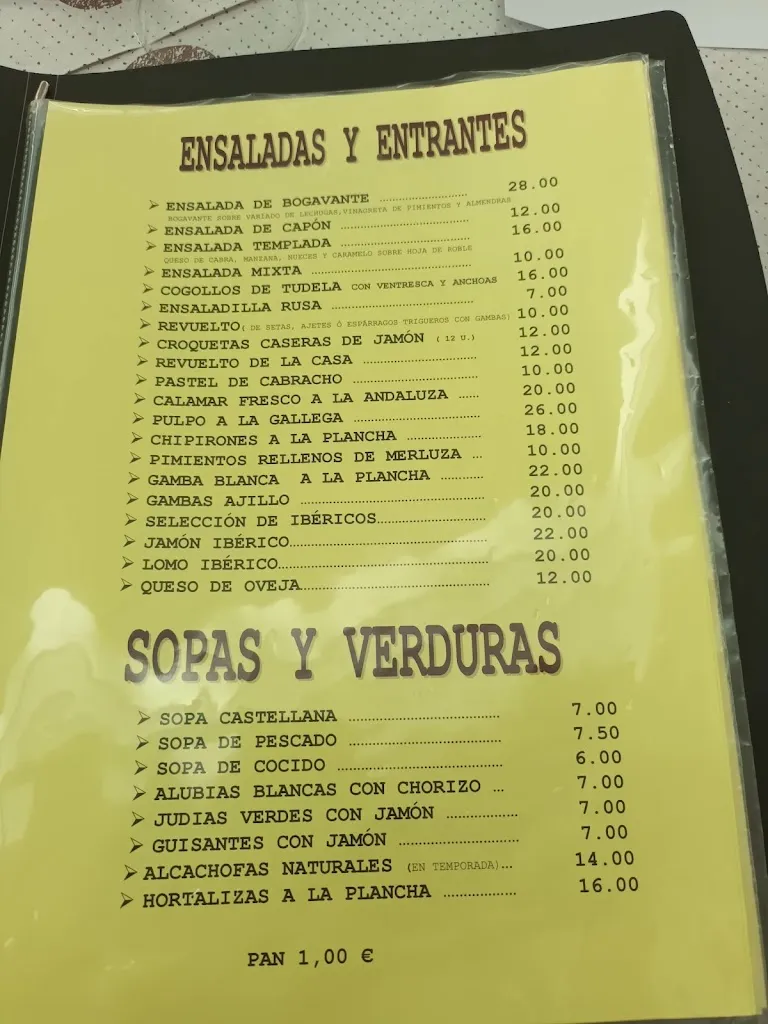 ENSALADAS Y ENTRANTES
➢ ENSALADA DE BOGAVANTE ........................ 28.00
BOGAVANTE SOBRE VARIADO DE LECHUGAS, VINAGRETA DE PIMIENTOS Y ALMENDRAS
➢ ENSALADA DE CAPÓN ........................ 12.00
➢ ENSALADA TEMPLADA ........................ 16.00
QUESO DE CABRA, MANZANA, NUECES Y CARAMELO SOBRE HOJA DE ROBLE
➢ ENSALADA MIXTA ........................ 10.00
➢ COGOLLOS DE TUDELA CON VENTRESCA Y ANCHOAS 16.00
➢ ENSALADILLA RUSA ........................ 7.00
➢ REVUELTO( DE SETAS, AJETES Ó ESPÁRRAGOS TRIGUEROS CON GAMBAS) 10.00
➢ CROQUETAS CASERAS DE JAMÓN ( 12 U.) 12.00
➢ REVUELTO DE LA CASA ........................ 12.00
➢ PASTEL DE CABRACHO ........................ 10.00
➢ CALAMAR FRESCO A LA ANDALUZA ...... 20.00
➢ PULPO A LA GALLEGA ........................ 26.00
➢ CHIPIRONES A LA PLANCHA ................ 18.00
➢ PIMIENTOS RELLENOS DE MERLUZA ... 10.00
➢ GAMBA BLANCA A LA PLANCHA ............ 22.00
➢ GAMBAS AJILLO ........................ 20.00
➢ SELECCIÓN DE IBÉRICOS........................ 20.00
➢ JAMÓN IBÉRICO........................ 22.00
➢ LOMO IBÉRICO........................ 20.00
➢ QUESO DE OVEJA........................ 12.00
SOPAS Y VERDURAS
➢ SOPA CASTELLANA ........................ 7.00
➢ SOPA DE PESCADO ........................ 7.50
➢ SOPA DE COCIDO ........................ 6.00
➢ ALUBIAS BLANCAS CON CHORIZO ... 7.00
➢ JUDIAS VERDES CON JAMÓN ............ 7.00
➢ GUISANTES CON JAMÓN ........................ 7.00
➢ ALCACHOFAS NATURALES (EN TEMPORADA)... 14.00
➢ HORTALIZAS A LA PLANCHA ............ 16.00
PAN 1,00 €